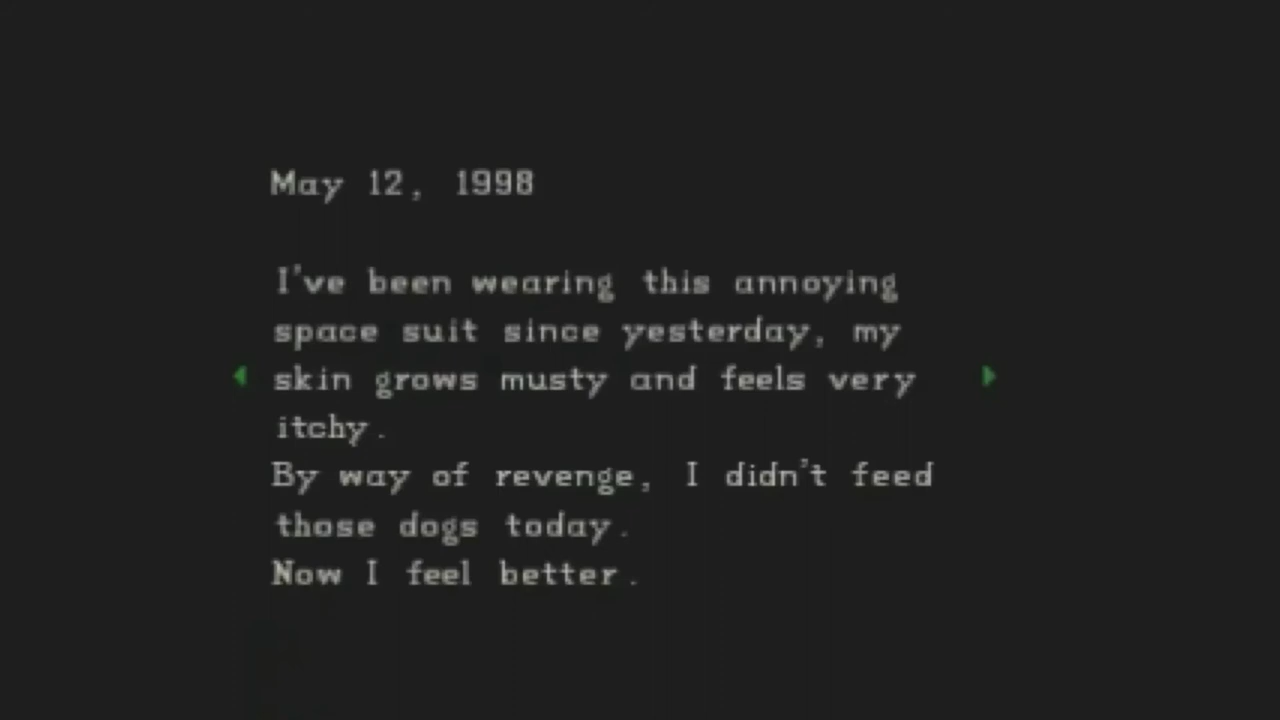 May 12, 1998
I've been wearing this annoying
space suit since yesterday, my
skin grows musty and feels very
itchy.
By way of revenge, I didn't feed
those dogs today.
Now I feel better.